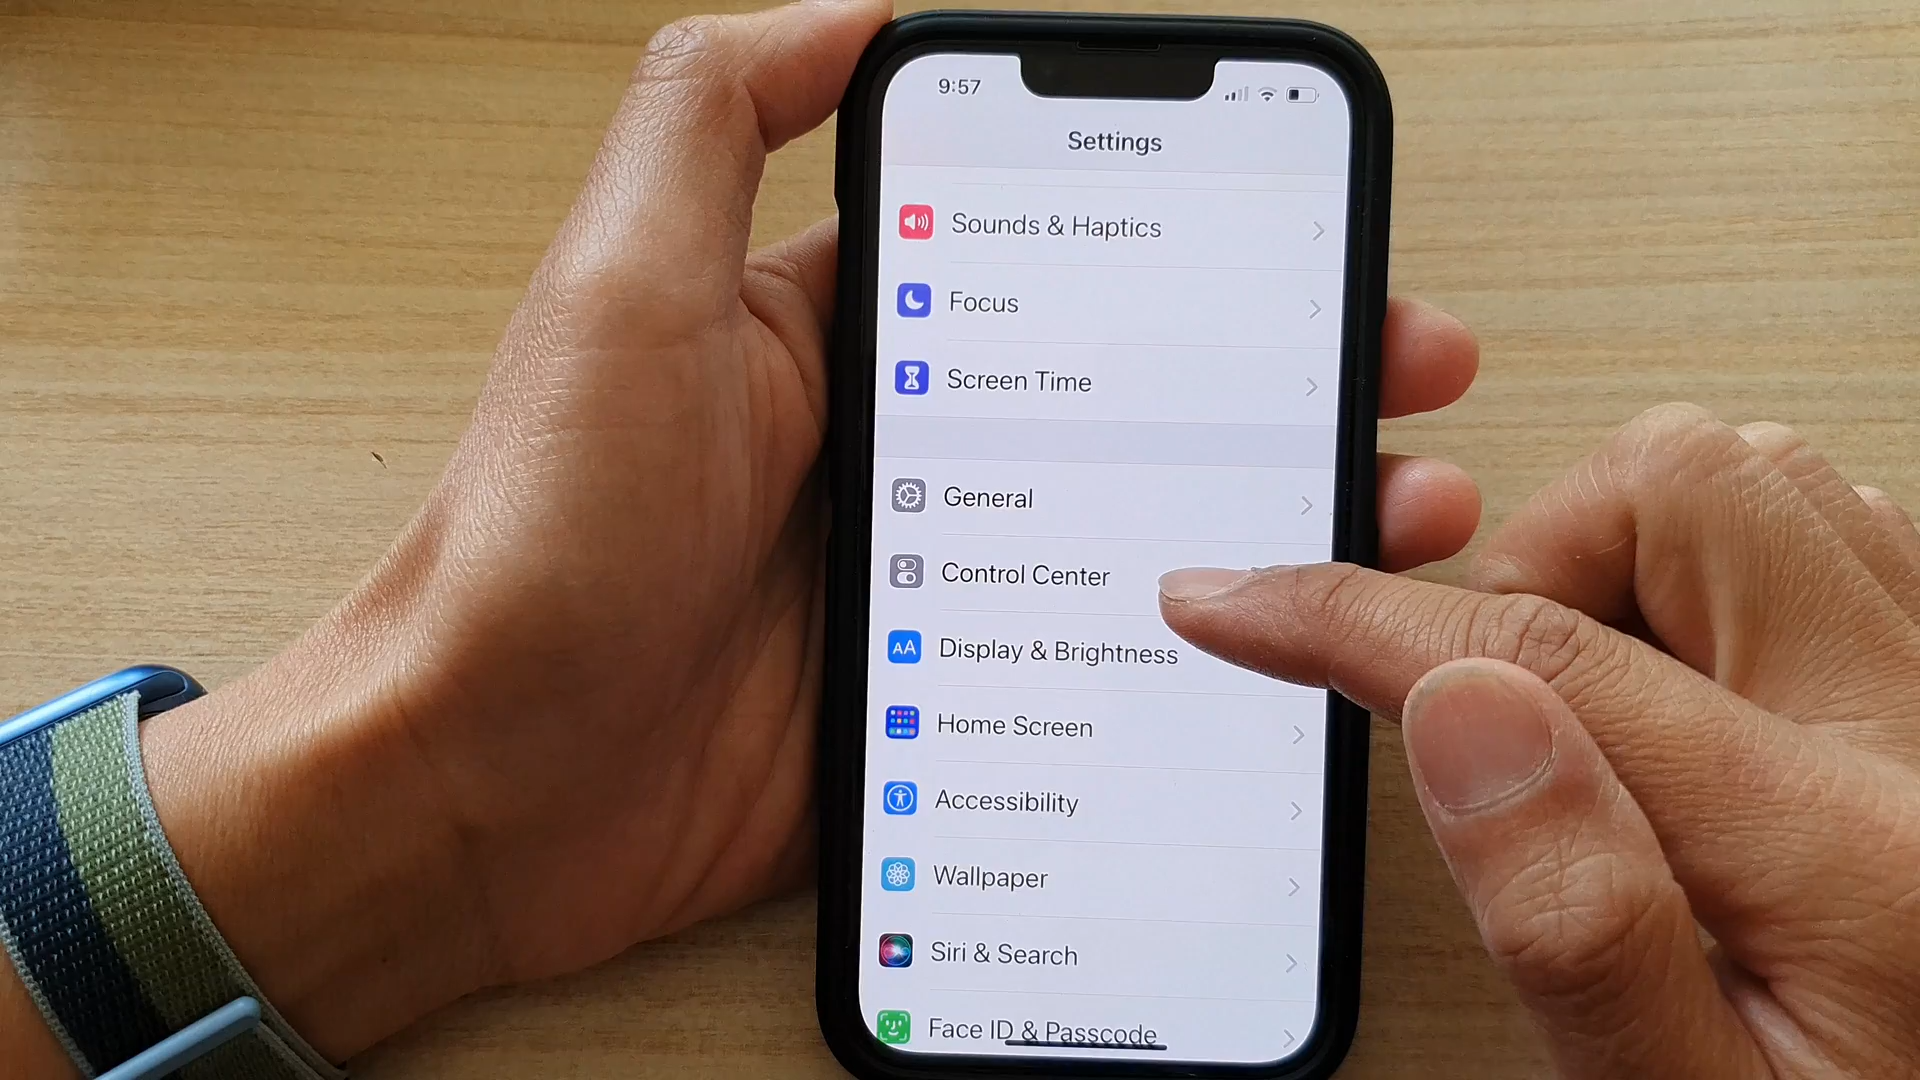 9:57
Settings
Sounds & Haptics
Focus
Screen Time
General
Control Center
AA Display & Brightness
Home Screen
Accessibility
Wallpaper
Siri & Search
Face ID & Passcode